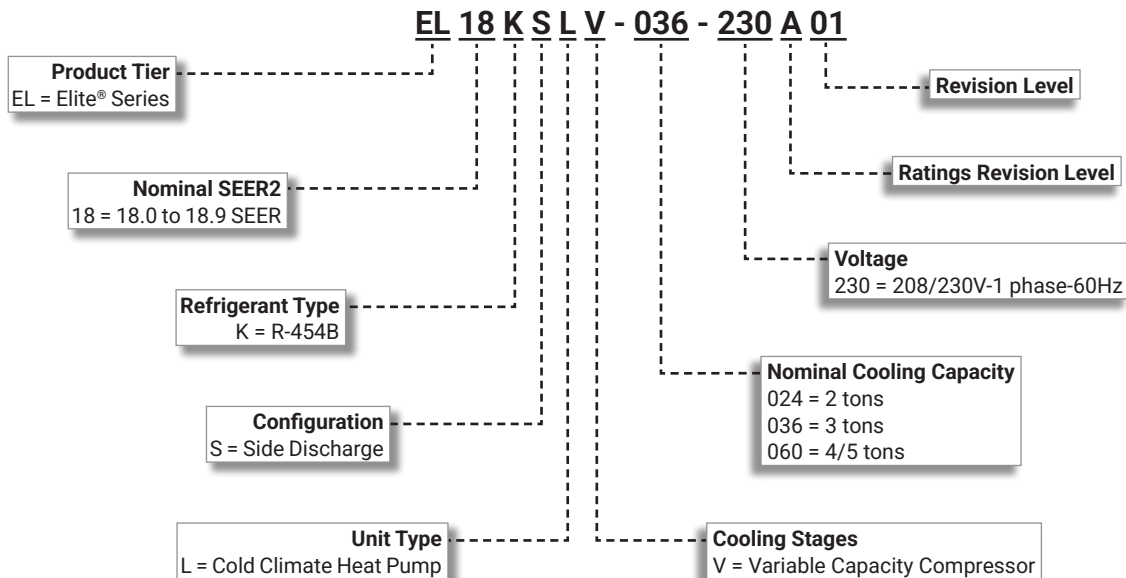 EL 18 K S L V - 036 - 230 A 01
Product Tier
EL = Elite® Series
Revision Level
Nominal SEER2
18 = 18.0 to 18.9 SEER
Ratings Revision Level
Refrigerant Type
K = R-454B
Voltage
230 = 208/230V-1 phase-60Hz
Configuration
S = Side Discharge
Nominal Cooling Capacity
024 = 2 tons
036 = 3 tons
060 = 4/5 tons
Unit Type
L = Cold Climate Heat Pump
Cooling Stages
V = Variable Capacity Compressor